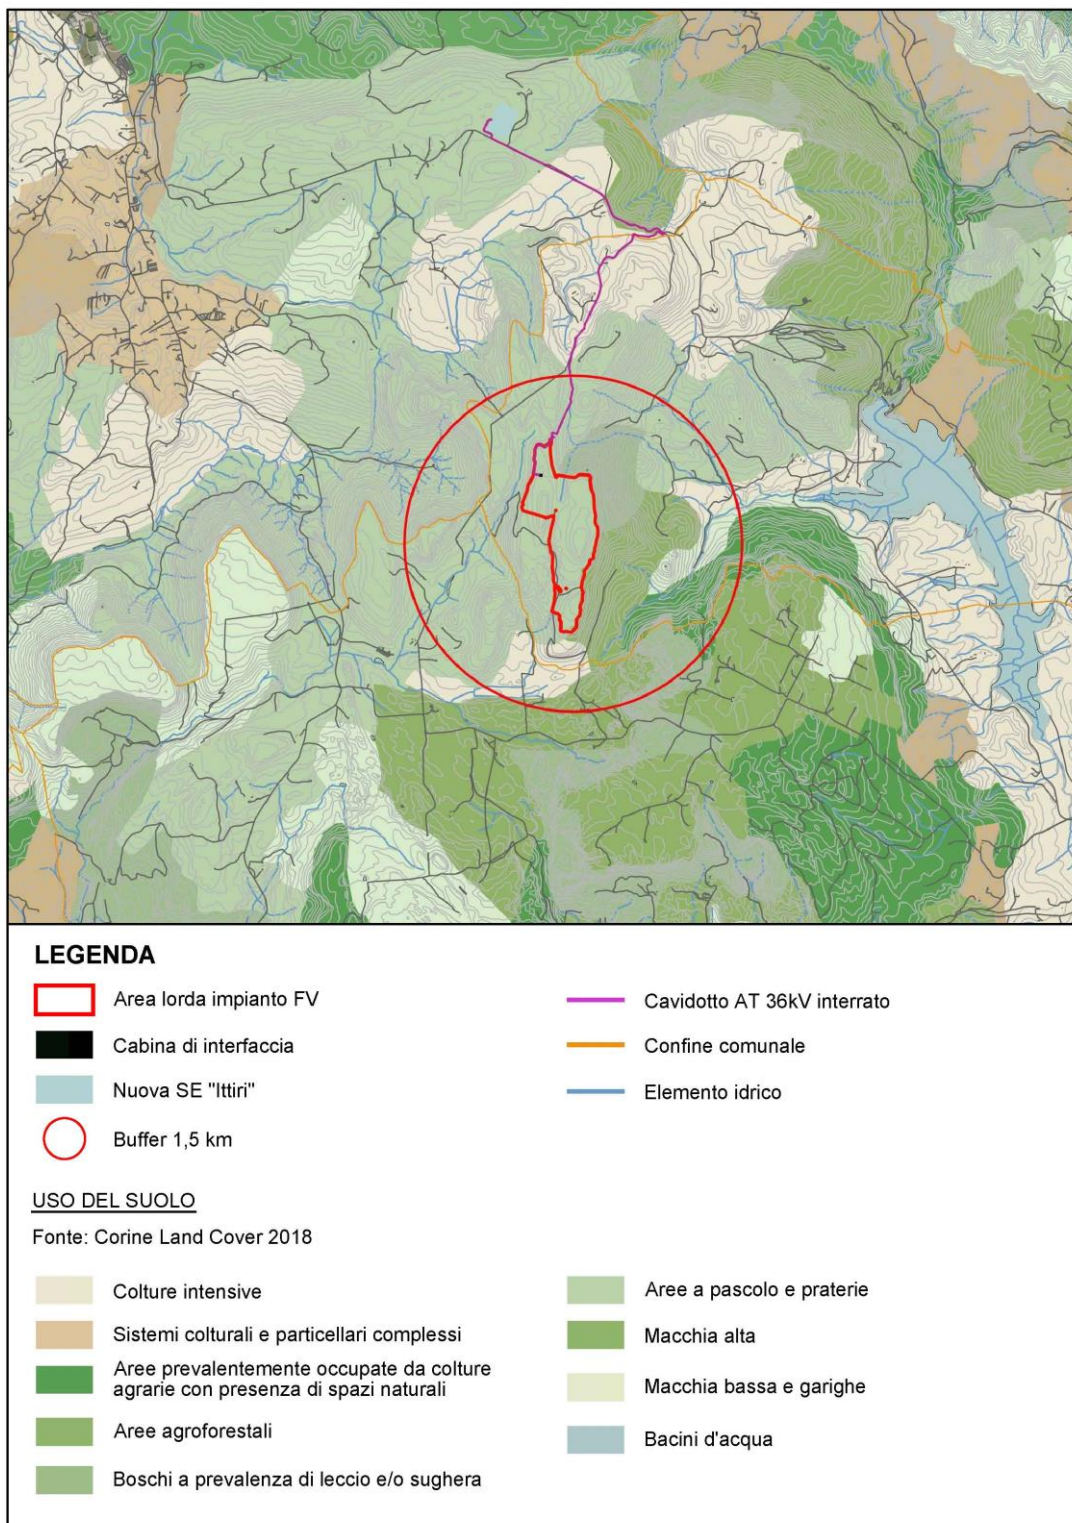 LEGENDA
Area lorda impianto FV
Cabina di interfaccia
Nuova SE "Ittiri"
Buffer 1,5 km
Cavidotto AT 36kV interrato
Confine comunale
Elemento idrico
USO DEL SUOLO
Fonte: Corine Land Cover 2018
Colture intensive
Sistemi colturali e particellari complessi
Aree prevalentemente occupate da colture
agrarie con presenza di spazi naturali
Aree agroforestali
Boschi a prevalenza di leccio e/o sughera
Aree a pascolo e praterie
Macchia alta
Macchia bassa e garighe
Bacini d'acqua